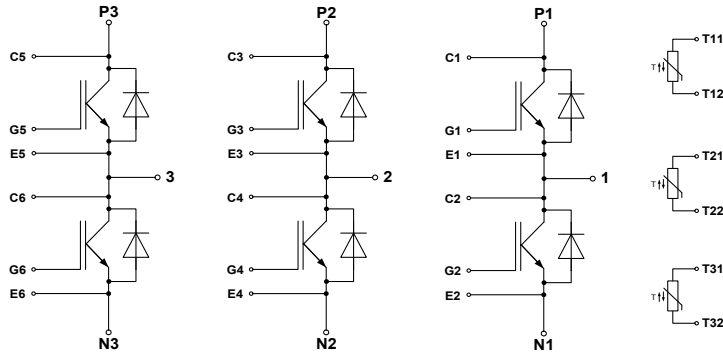 P3 P2 P1
C5 C3 C1 T11
T↑↓
T12
G5 G3 G1
E5 E3 E1 T21
3 2 1 T↑↓
C6 C4 C2 T22
G6 G4 G2 T31
E6 E4 E2 T↑↓
T32
N3 N2 N1